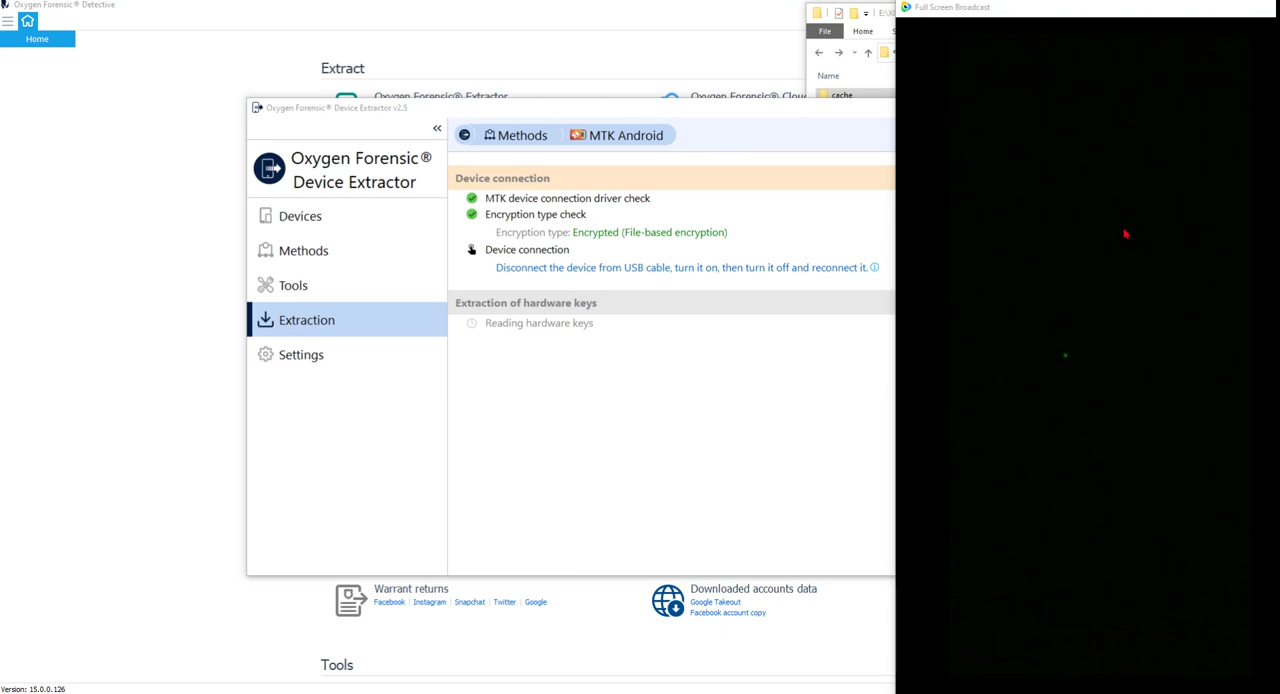 Oxygen Forensic® Detective
Home
Extract
Oxygen Forensic® Extractor
Oxygen Forensic® Clou
E:\X
File
Home
Name
cache
Full Screen Broadcast
Oxygen Forensic® Device Extractor v2.5
«
Oxygen Forensic®
Device Extractor
Devices
Methods
Tools
Extraction
Settings
Methods
MTK Android
Device connection
MTK device connection driver check
Encryption type check
Encryption type: Encrypted (File-based encryption)
Device connection
Disconnect the device from USB cable, turn it on, then turn it off and reconnect it.
Extraction of hardware keys
Reading hardware keys
Warrant returns
Facebook | Instagram | Snapchat | Twitter | Google
Downloaded accounts data
Google Takeout
Facebook account copy
Tools
Version: 15.0.0.126